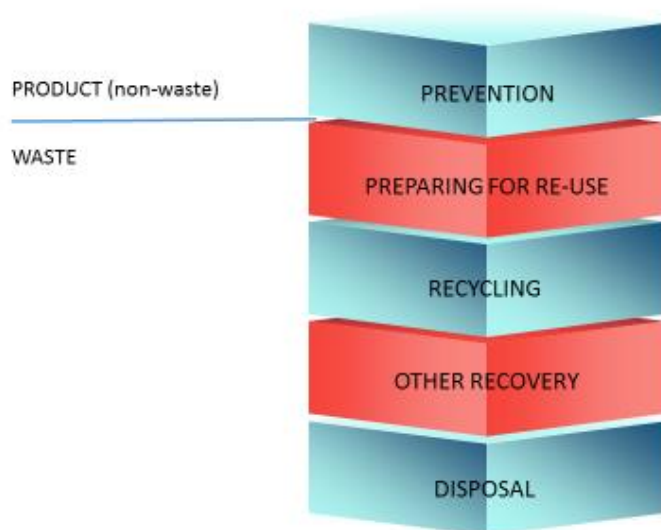 PRODUCT (non-waste)
PREVENTION
WASTE
PREPARING FOR RE-USE
RECYCLING
OTHER RECOVERY
DISPOSAL